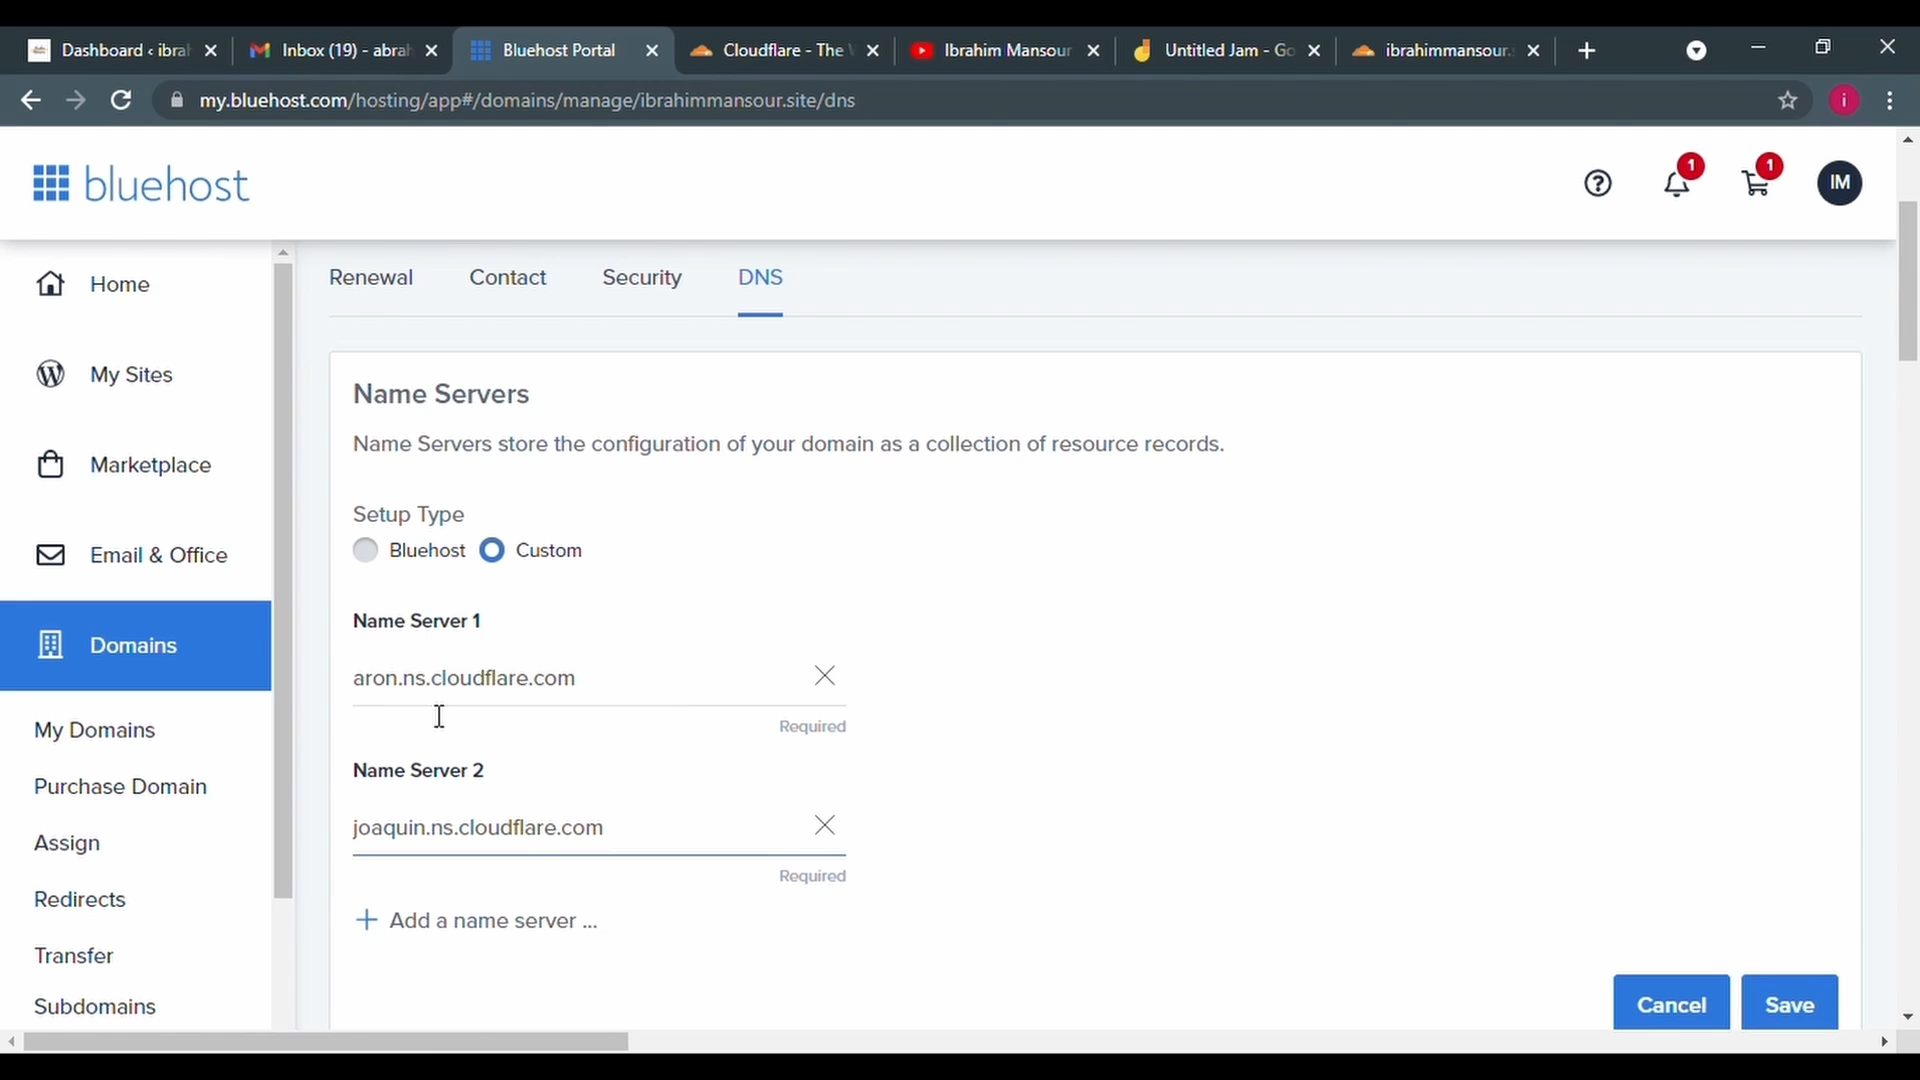 Dashboard ‹ ibrah
Inbox (19) - abrah
Bluehost Portal
Cloudflare - The
Ibrahim Mansour
Untitled Jam - Go
ibrahimmansour.
my.bluehost.com/hosting/app#/domains/manage/ibrahimmansour.site/dns
i
bluehost
1
1
IM
Home
My Sites
Marketplace
Email & Office
Domains
My Domains
Purchase Domain
Assign
Redirects
Transfer
Subdomains
Renewal
Contact
Security
DNS
Name Servers
Name Servers store the configuration of your domain as a collection of resource records.
Setup Type
Bluehost
Custom
Name Server 1
aron.ns.cloudflare.com
Required
Name Server 2
joaquin.ns.cloudflare.com
Required
Add a name server ...
Cancel
Save